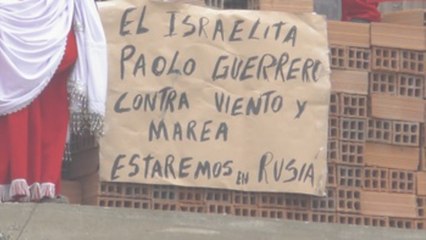 EL ISRAELITA
PAOLO GUERRERO
CONTRA VIENTO Y
MAREA
ESTAREMOS EN RUSIA